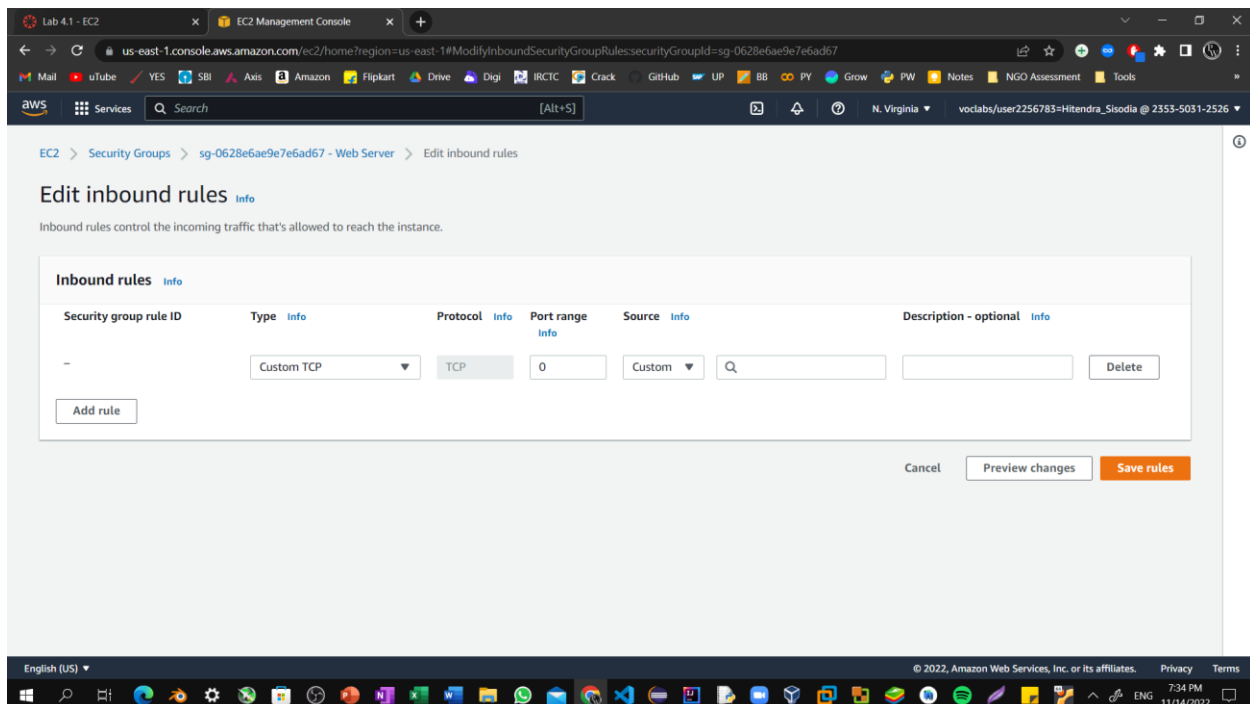 Lab 4.1 - EC2
EC2 Management Console
us-east-1.console.aws.amazon.com/ec2/home?region=us-east-1#ModifyInboundSecurityGroupRules:securityGroupId=sg-0628e6ae9e7e6ad67
Mail uTube YES SBI Axis Amazon Flipkart Drive Digi IRCTC Crack GitHub UP BB PY Grow PW Notes NGO Assessment Tools »
aws Services Search [Alt+S] N. Virginia voclabs/user2256783=Hitendra_Sisodia @ 2353-5031-2526
EC2 > Security Groups > sg-0628e6ae9e7e6ad67 - Web Server > Edit inbound rules
Edit inbound rules Info
Inbound rules control the incoming traffic that's allowed to reach the instance.
Inbound rules Info
Security group rule ID Type Info Protocol Info Port range Info Source Info Description - optional Info
– Custom TCP TCP 0 Custom Delete
Add rule
Cancel Preview changes Save rules
English (US) © 2022, Amazon Web Services, Inc. or its affiliates. Privacy Terms
ENG 7:34 PM
11/14/2022